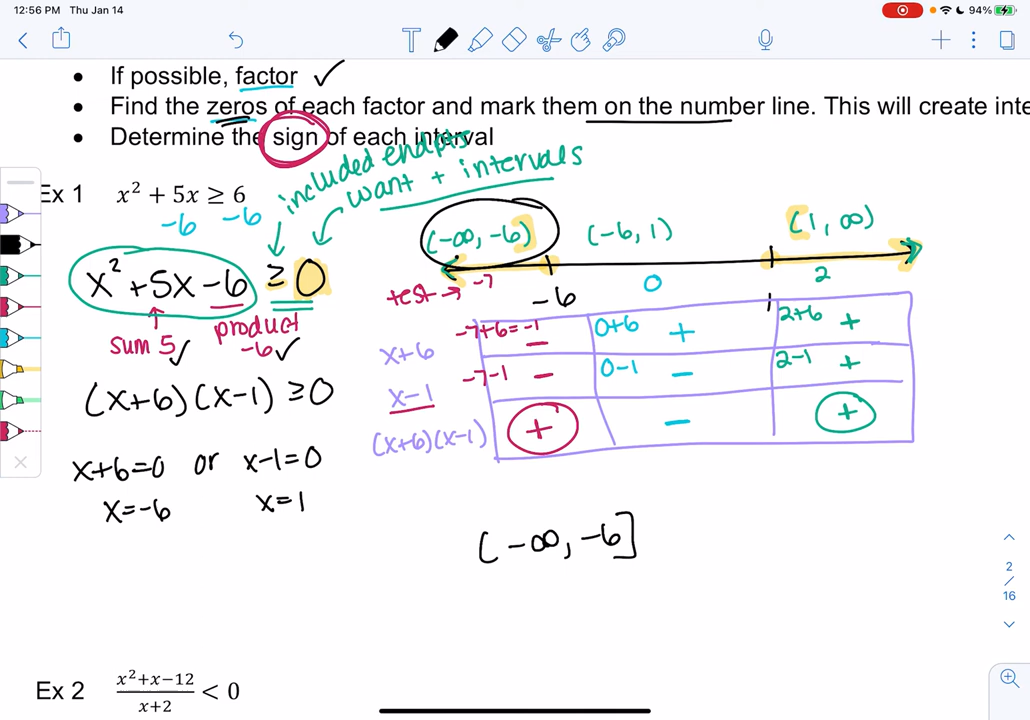 12:56 PM Thu Jan 14 94%
T
• If possible, factor ✓
• Find the zeros of each factor and mark them on the number line. This will create inte
• Determine the sign of each interval
included endpts
want + intervals
Ex 1 x² + 5x ≥ 6
-6 -6
(-∞, -6) (-6, 1) (1, ∞)
x² + 5x - 6 ≥ 0
test → -7 0 2
-6 1
sum 5 ✓ product -6 ✓
x+6 -7+6=-1 − 0+6 + 2+6 +
x-1 -7-1 − 0-1 − 2-1 +
(x+6)(x-1) + − +
(x+6)(x-1) ≥ 0
x+6=0 or x-1=0
x=-6 x=1
(-∞, -6]
2
/
16
Ex 2 x²+x−12 / x+2 < 0